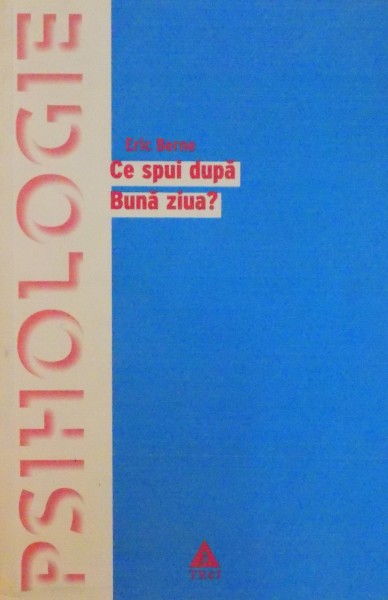 PSIHOLOGIE
Eric Berne
Ce spui după
Bună ziua?
TREI